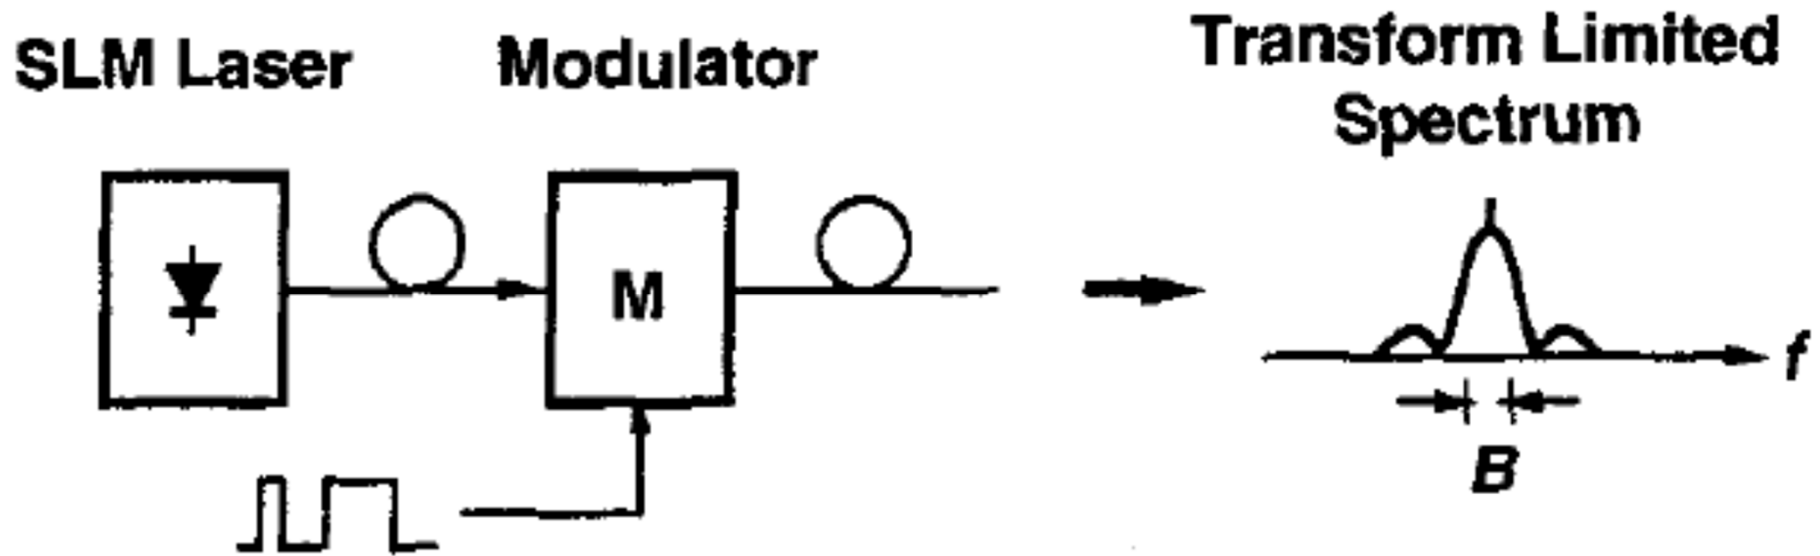 SLM Laser
Modulator
Transform Limited
Spectrum
M
f
B